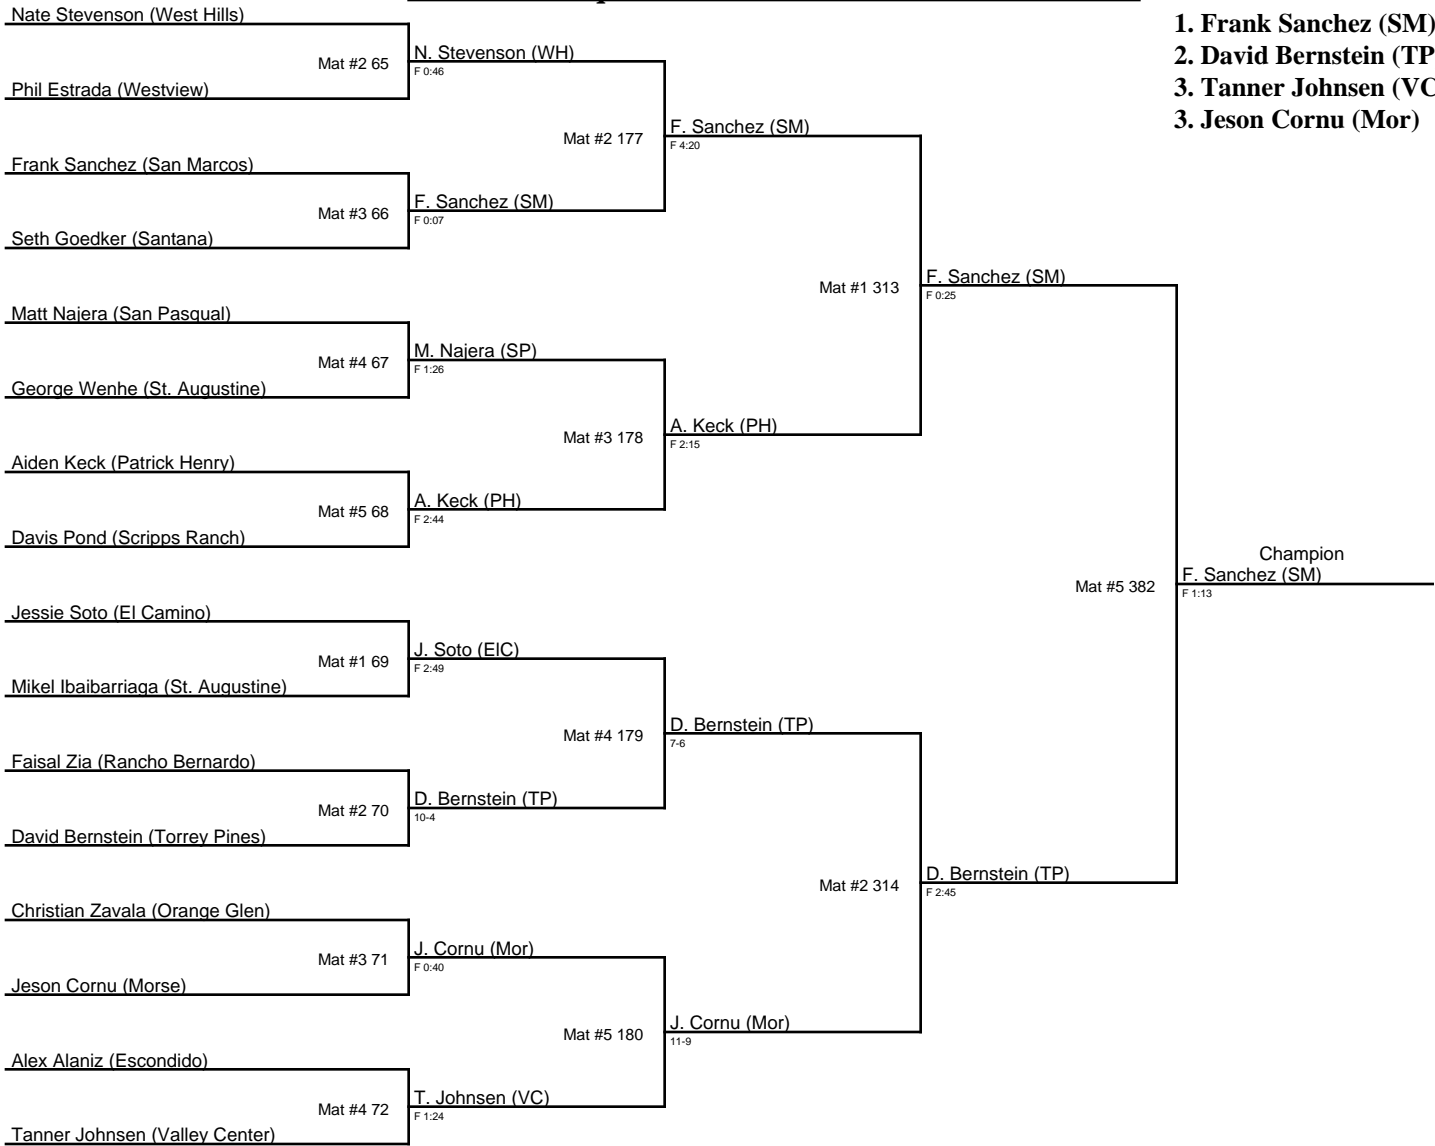 Nate Stevenson (West Hills)
Mat #2 65
Phil Estrada (Westview)
N. Stevenson (WH)
F 0:46
Frank Sanchez (San Marcos)
Mat #3 66
Seth Goedker (Santana)
F. Sanchez (SM)
F 0:07
Mat #2 177
F. Sanchez (SM)
F 4:20
Matt Najera (San Pasqual)
Mat #4 67
George Wenhe (St. Augustine)
M. Najera (SP)
F 1:26
Aiden Keck (Patrick Henry)
Mat #5 68
Davis Pond (Scripps Ranch)
A. Keck (PH)
F 2:44
Mat #3 178
A. Keck (PH)
F 2:15
Mat #1 313
F. Sanchez (SM)
F 0:25
Jessie Soto (El Camino)
Mat #1 69
Mikel Ibaibarriaga (St. Augustine)
J. Soto (ElC)
F 2:49
Faisal Zia (Rancho Bernardo)
Mat #2 70
David Bernstein (Torrey Pines)
D. Bernstein (TP)
10-4
Mat #4 179
D. Bernstein (TP)
7-6
Christian Zavala (Orange Glen)
Mat #3 71
Jeson Cornu (Morse)
J. Cornu (Mor)
F 0:40
Alex Alaniz (Escondido)
Mat #4 72
Tanner Johnsen (Valley Center)
T. Johnsen (VC)
F 1:24
Mat #5 180
J. Cornu (Mor)
11-9
Mat #2 314
D. Bernstein (TP)
F 2:45
Mat #5 382
Champion
F. Sanchez (SM)
F 1:13
1. Frank Sanchez (SM)
2. David Bernstein (TP
3. Tanner Johnsen (VC
3. Jeson Cornu (Mor)